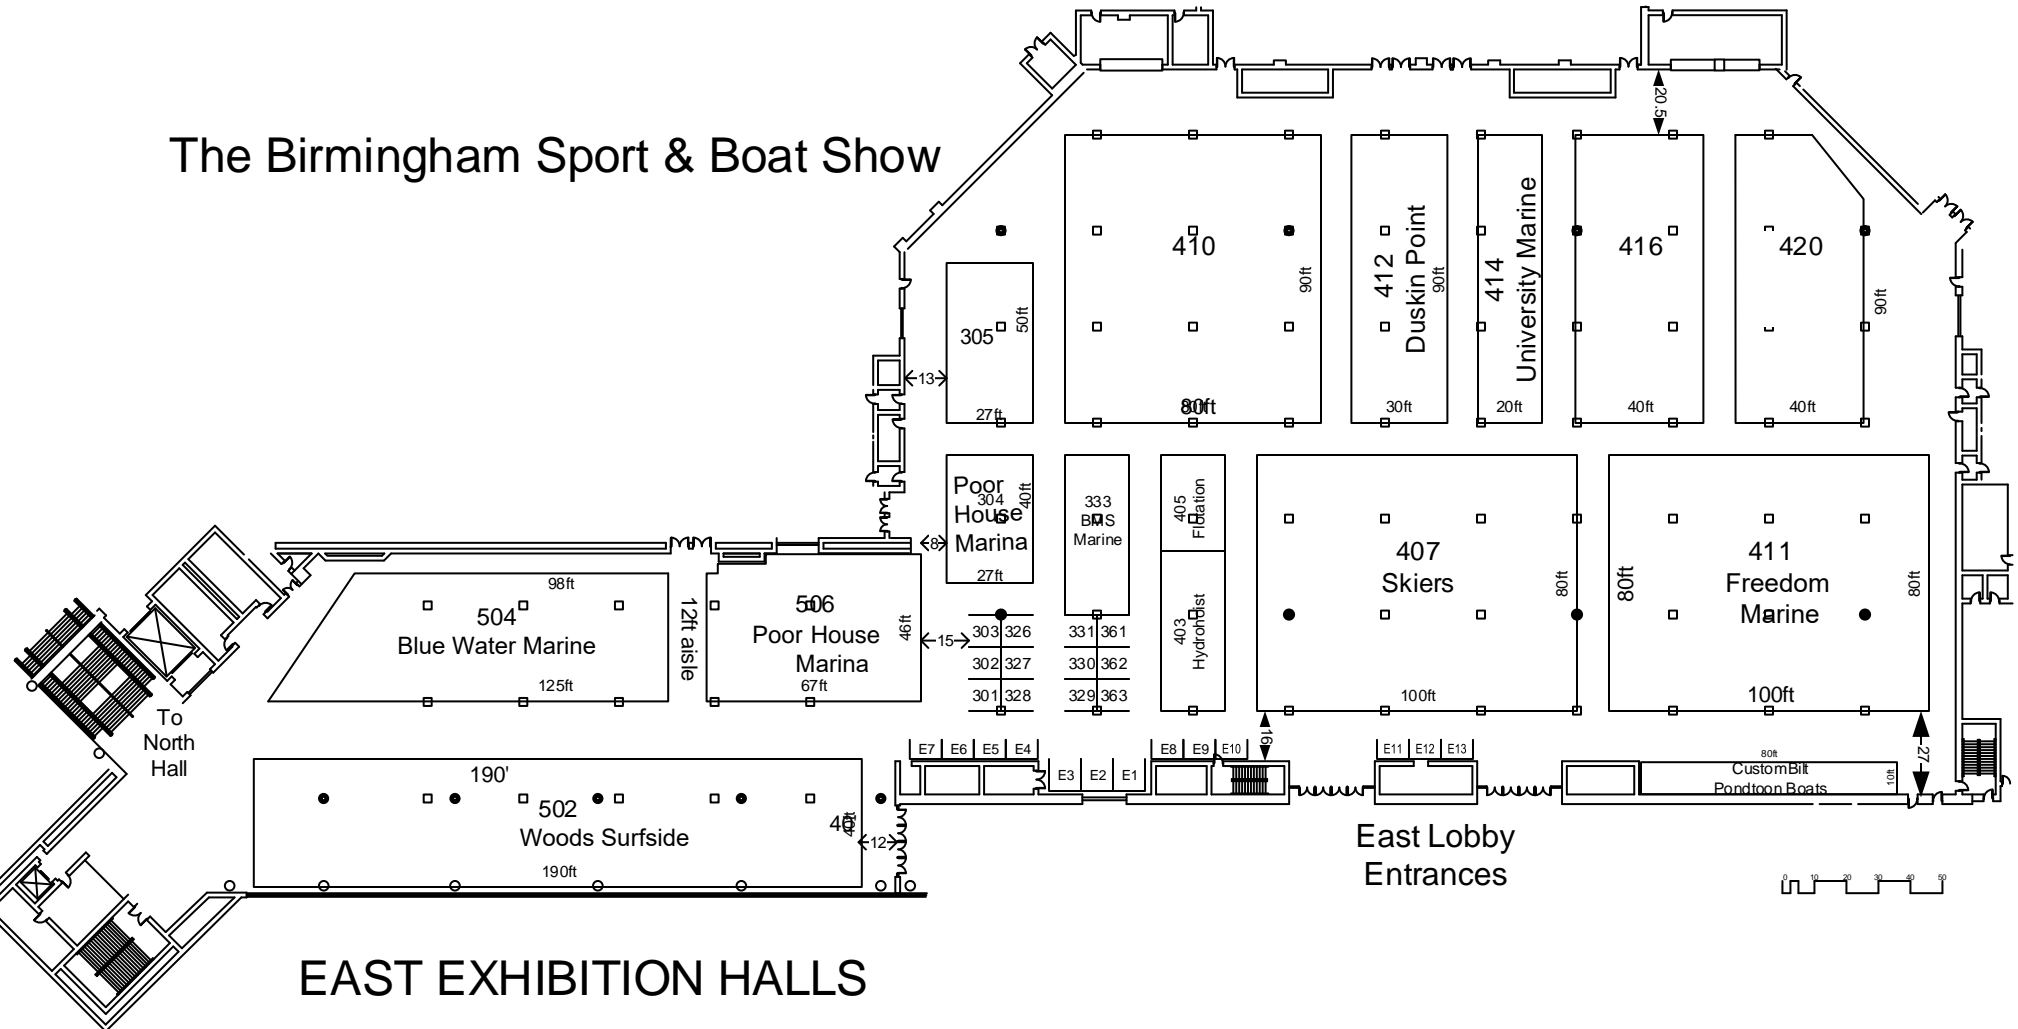 The Birmingham Sport & Boat Show
20.5
410
90ft
80ft
412
Duskin Point
90ft
30ft
414
University Marine
20ft
416
40ft
420
90ft
40ft
305
50ft
27ft
13
Poor
304
40ft
House
Marina
27ft
8
333
BMS
Marine
405
Flotation
403
Hydrohoist
407
Skiers
80ft
100ft
80ft
411
Freedom
Marine
80ft
100ft
98ft
504
Blue Water Marine
125ft
12ft aisle
506
Poor House
Marina
46ft
67ft
15
303 326
302 327
301 328
331 361
330 362
329 363
To
North
Hall
E7 E6 E5 E4
E3 E2 E1
E8 E9 E10
16
E11 E12 E13
80ft
CustomBilt
Pondtoon Boats
10ft
27
190'
502
Woods Surfside
190ft
40
12
East Lobby
Entrances
0 10 20 30 40 50
EAST EXHIBITION HALLS